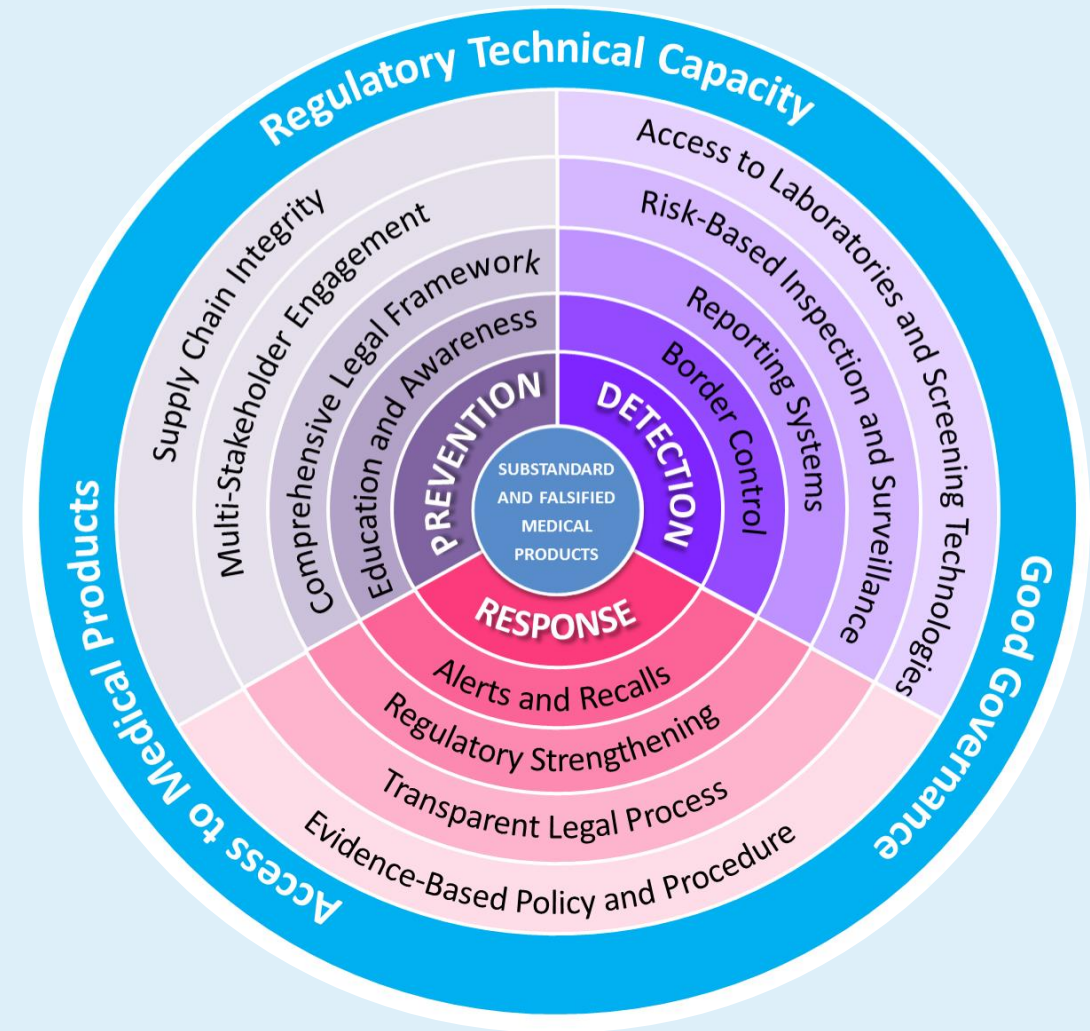 Regulatory Technical Capacity
Good Governance
Access to Medical Products
SUBSTANDARD
AND FALSIFIED
MEDICAL
PRODUCTS
PREVENTION
Education and Awareness
Comprehensive Legal Framework
Multi-Stakeholder Engagement
Supply Chain Integrity
DETECTION
Border Control
Reporting Systems
Risk-Based Inspection and Surveillance
Access to Laboratories and Screening Technologies
RESPONSE
Alerts and Recalls
Regulatory Strengthening
Transparent Legal Process
Evidence-Based Policy and Procedure